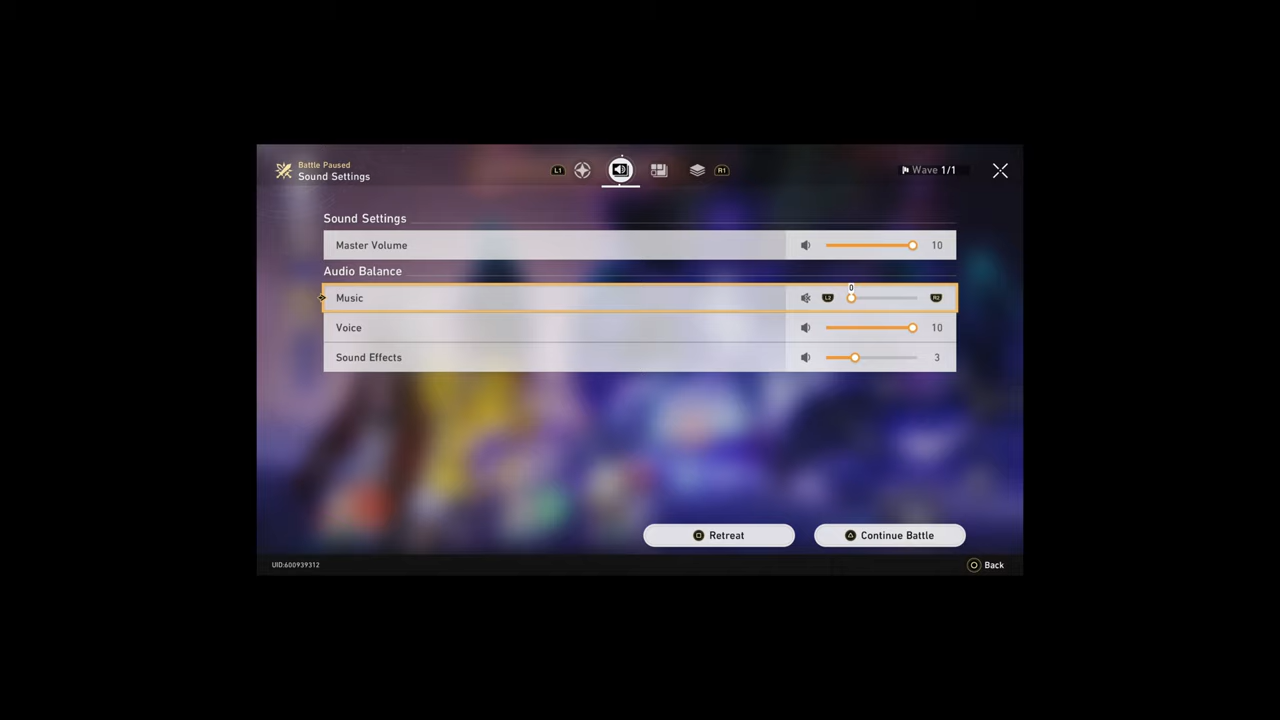 Battle Paused
Sound Settings
L1
R1
Wave 1/1
Sound Settings
Master Volume 10
Audio Balance
Music L2 0 R2
Voice 10
Sound Effects 3
Retreat
Continue Battle
UID:600939312
Back